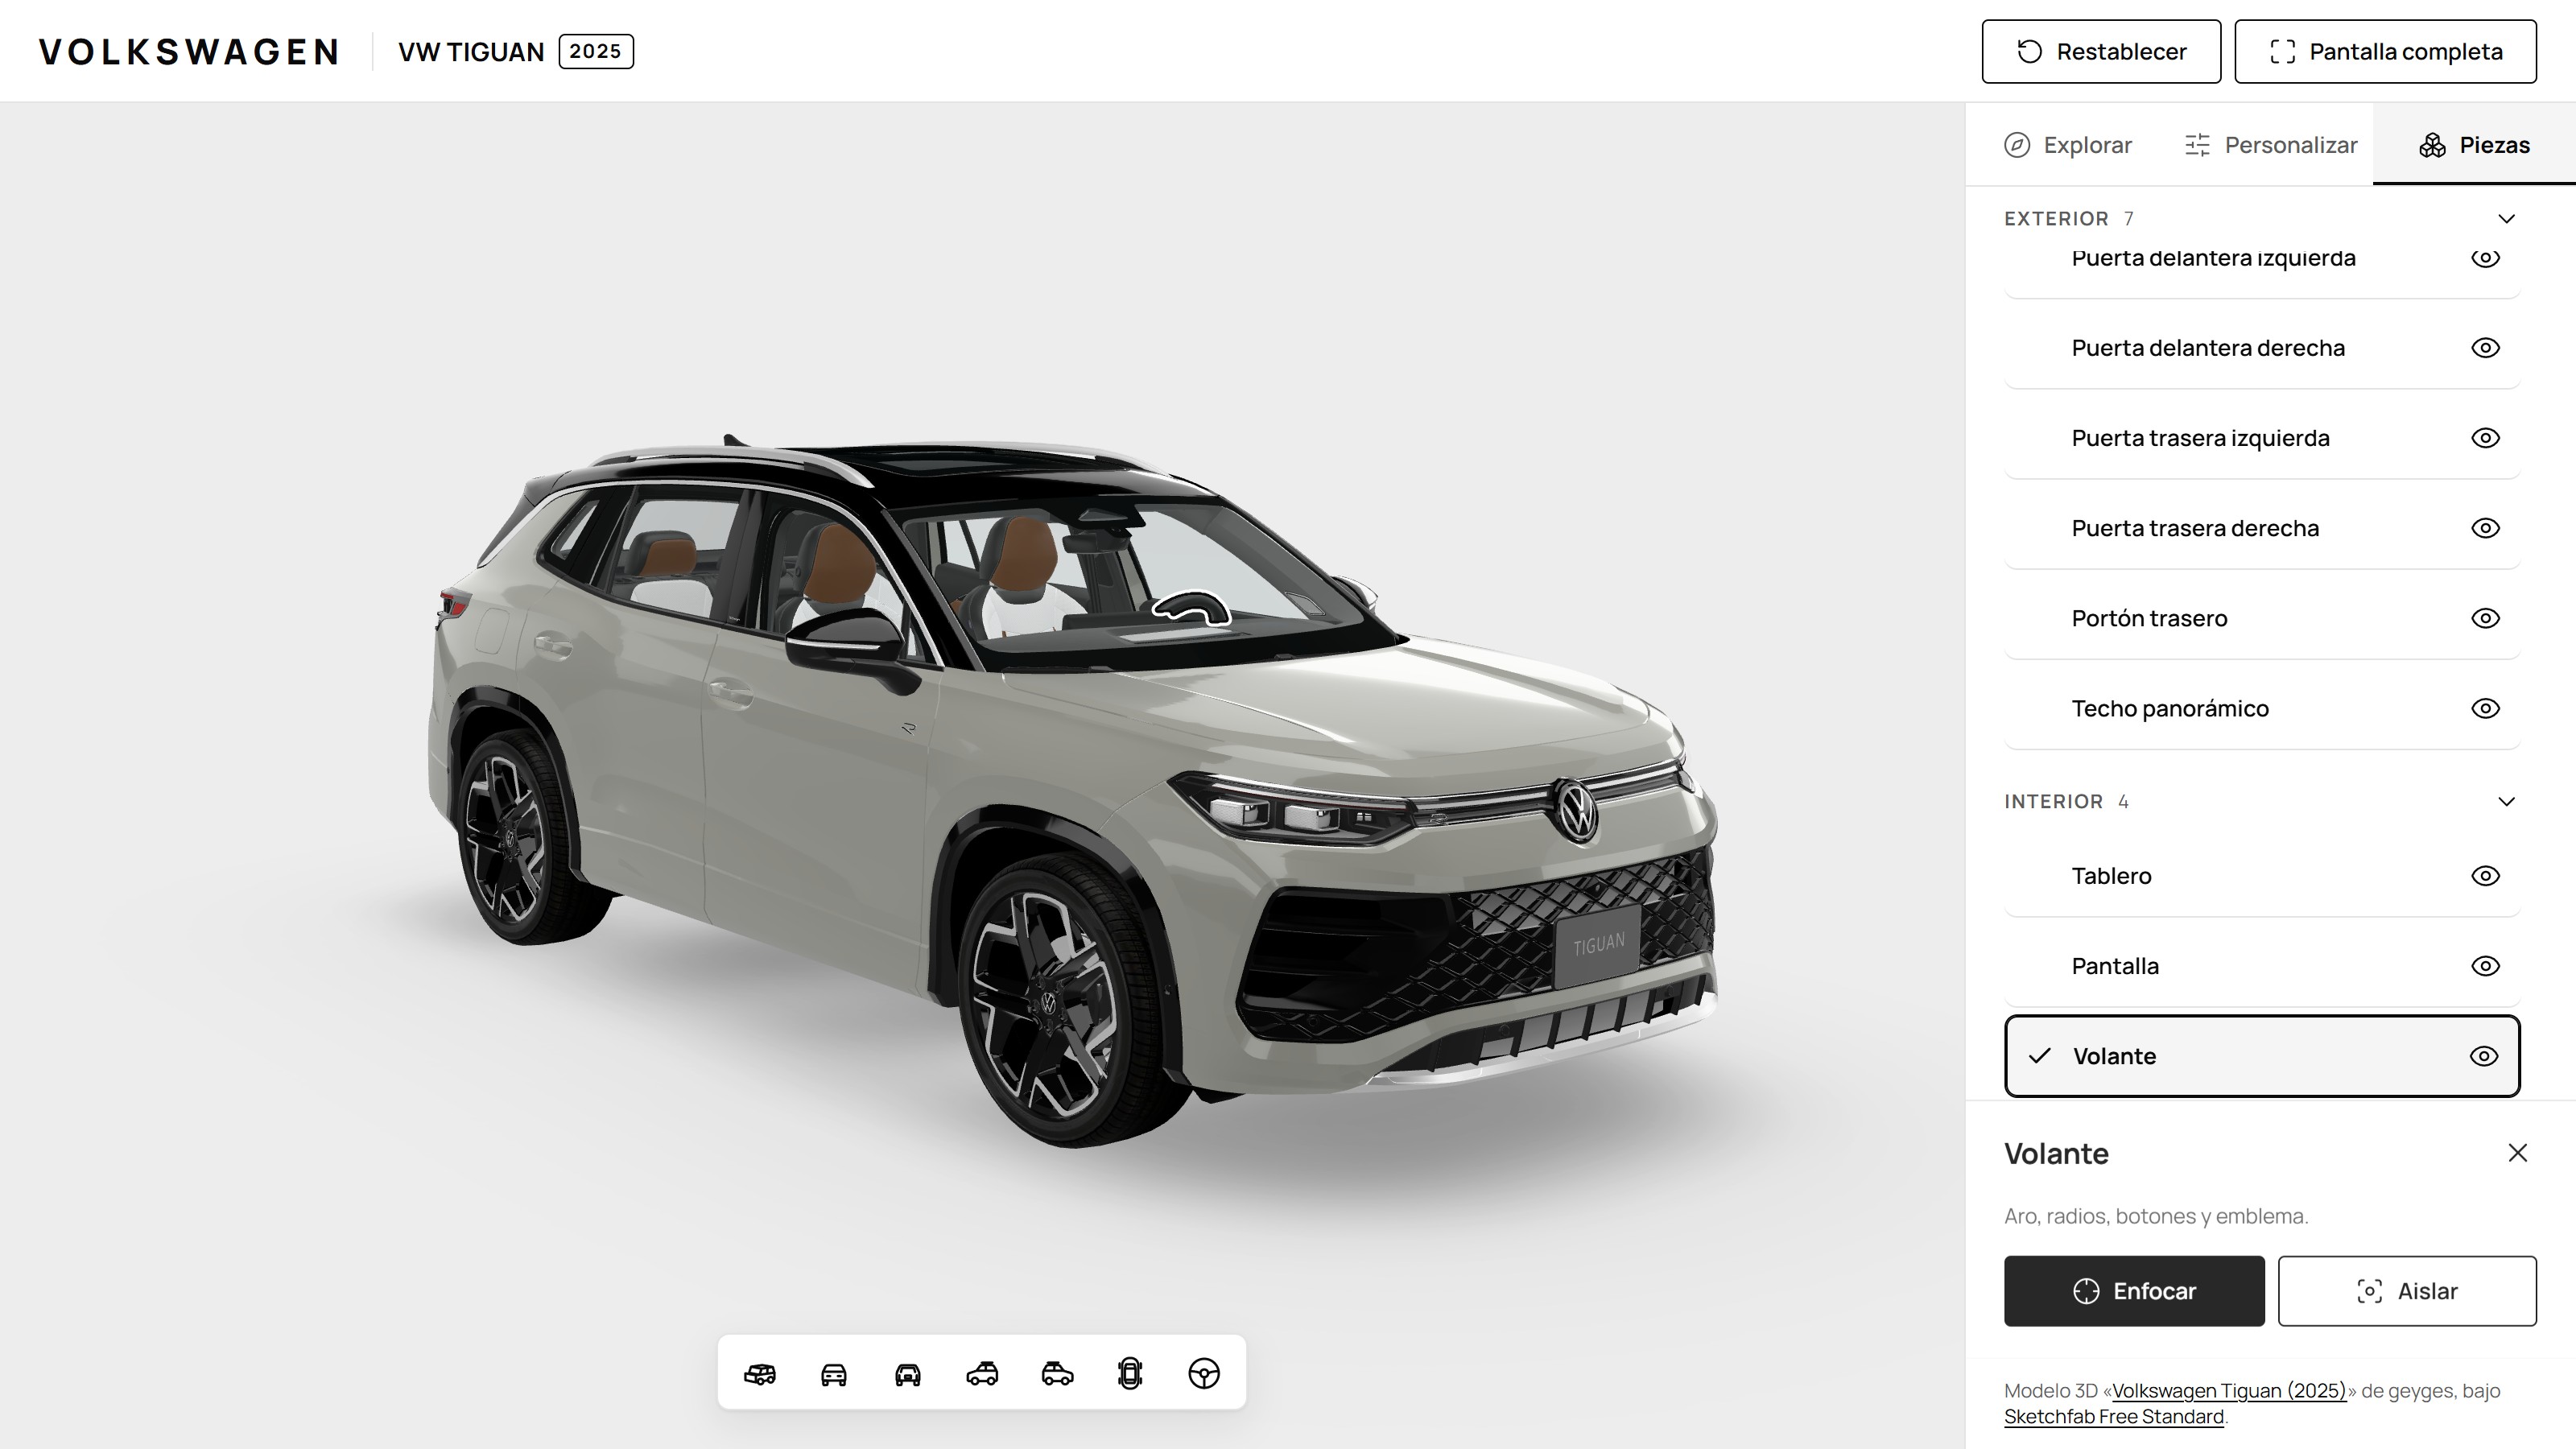 VOLKSWAGEN
VW TIGUAN 2025
Restablecer
Pantalla completa
Explorar
Personalizar
Piezas
EXTERIOR 7
Puerta delantera izquierda
Puerta delantera derecha
Puerta trasera izquierda
Puerta trasera derecha
Portón trasero
Techo panorámico
INTERIOR 4
Tablero
Pantalla
Volante
TIGUAN
Volante
Aro, radios, botones y emblema.
Enfocar
Aislar
Modelo 3D «Volkswagen Tiguan (2025)» de geyges, bajo
Sketchfab Free Standard.